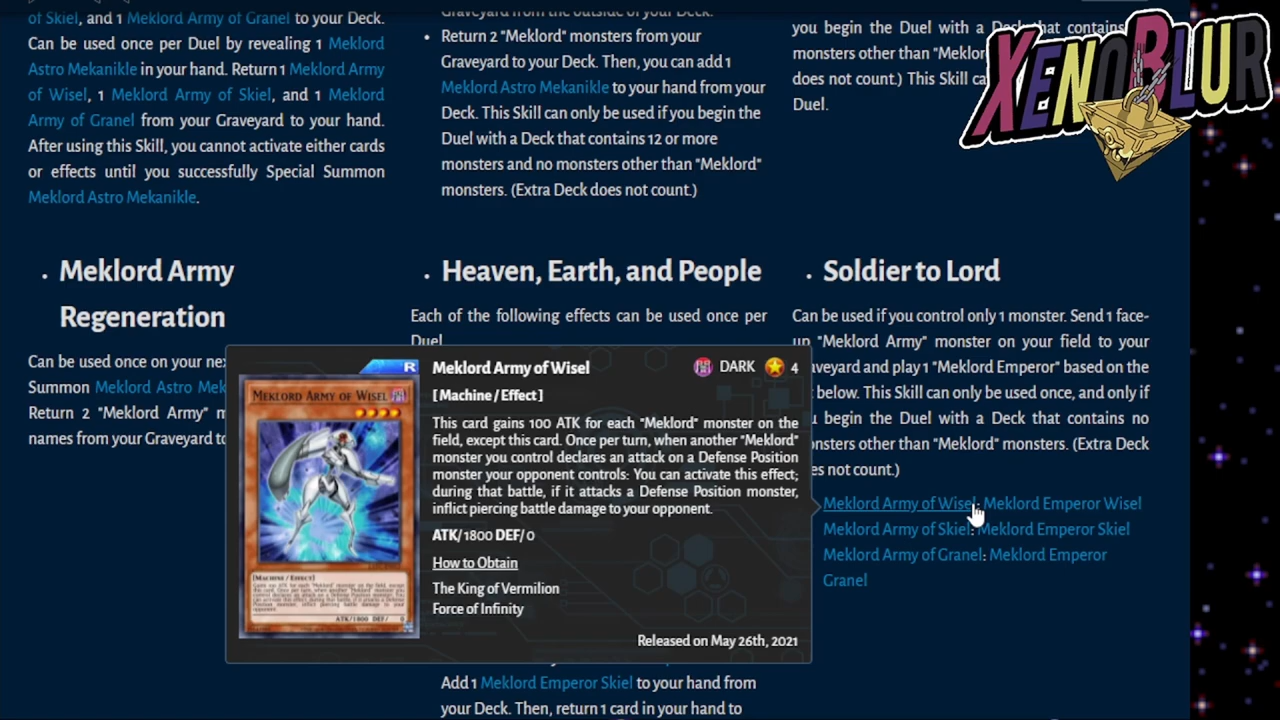 of Skiel, and 1 Meklord Army of Granel to your Deck.
Can be used once per Duel by revealing 1 Meklord
Astro Mekanikle in your hand. Return 1 Meklord Army
of Wisel, 1 Meklord Army of Skiel, and 1 Meklord
Army of Granel from your Graveyard to your hand.
After using this Skill, you cannot activate either cards
or effects until you successfully Special Summon
Meklord Astro Mekanikle.
Graveyard from the outside of your Deck.
• Return 2 "Meklord" monsters from your
Graveyard to your Deck. Then, you can add 1
Meklord Astro Mekanikle to your hand from your
Deck. This Skill can only be used if you begin the
Duel with a Deck that contains 12 or more
monsters and no monsters other than "Meklord"
monsters. (Extra Deck does not count.)
you begin the Duel with a Deck that contains
monsters other than "Meklor
does not count.) This Skill ca
Duel.
XENOBLUR
• Meklord Army
Regeneration
Can be used once on your nex
Summon Meklord Astro Mek
Return 2 "Meklord Army" m
names from your Graveyard to
• Heaven, Earth, and People
Each of the following effects can be used once per
Duel
• Soldier to Lord
Can be used if you control only 1 monster. Send 1 face-
up "Meklord Army" monster on your field to your
aveyard and play 1 "Meklord Emperor" based on the
t below. This Skill can only be used once, and only if
u begin the Duel with a Deck that contains no
onsters other than "Meklord" monsters. (Extra Deck
es not count.)
Meklord Army of Wisel: Meklord Emperor Wisel
Meklord Army of Skiel: Meklord Emperor Skiel
Meklord Army of Granel: Meklord Emperor
Granel
R
Meklord Army of Wisel
Meklord Army of Wisel DARK 4
[ Machine / Effect ]
This card gains 100 ATK for each "Meklord" monster on the
field, except this card. Once per turn, when another "Meklord"
monster you control declares an attack on a Defense Position
monster your opponent controls: You can activate this effect;
during that battle, if it attacks a Defense Position monster,
inflict piercing battle damage to your opponent.
ATK/1800 DEF/0
How to Obtain
The King of Vermilion
Force of Infinity
Released on May 26th, 2021
[Machine / Effect]
ATK/1800 DEF/ 0
Add 1 Meklord Emperor Skiel to your hand from
your Deck. Then, return 1 card in your hand to